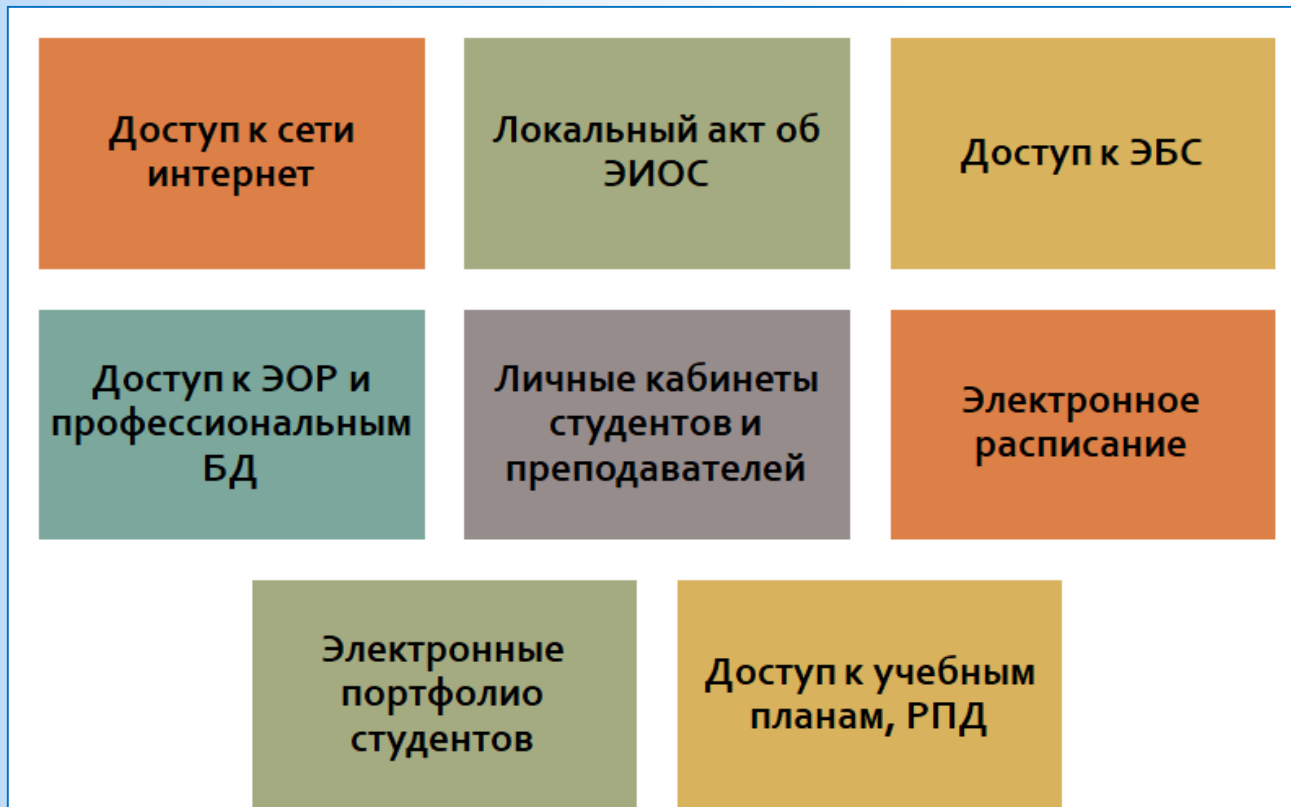 Доступ к сети
интернет
Локальный акт об
ЭИОС
Доступ к ЭБС
Доступ к ЭОР и
профессиональным
БД
Личные кабинеты
студентов и
преподавателей
Электронное
расписание
Электронные
портфолио
студентов
Доступ к учебным
планам, РПД